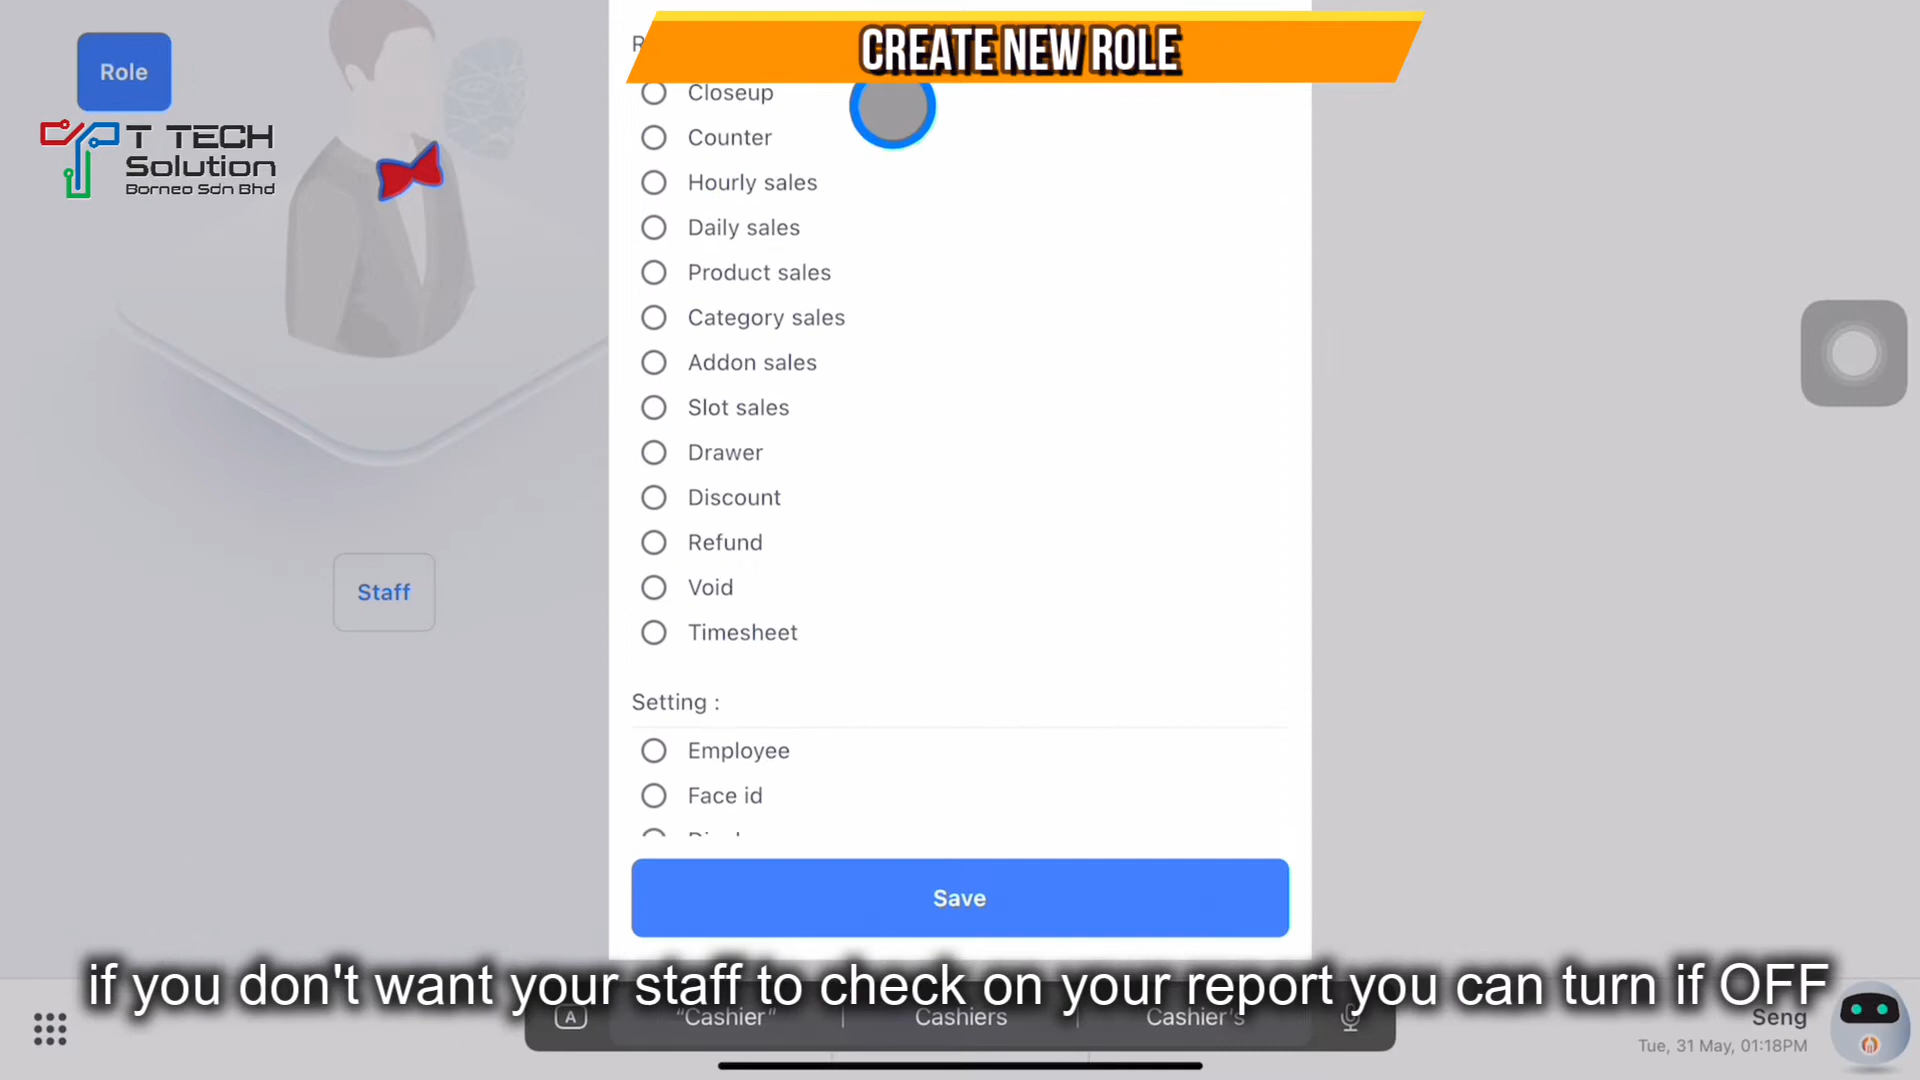 CREATE NEW ROLE
Role
T TECH
Solution
Borneo Sdn Bhd
Closeup
Counter
Hourly sales
Daily sales
Product sales
Category sales
Addon sales
Slot sales
Drawer
Discount
Refund
Void
Timesheet
Staff
Setting :
Employee
Face id
Save
if you don't want your staff to check on your report you can turn if OFF
A
“Cashier”
Cashiers
Cashier's
Seng
Tue, 31 May, 01:18PM